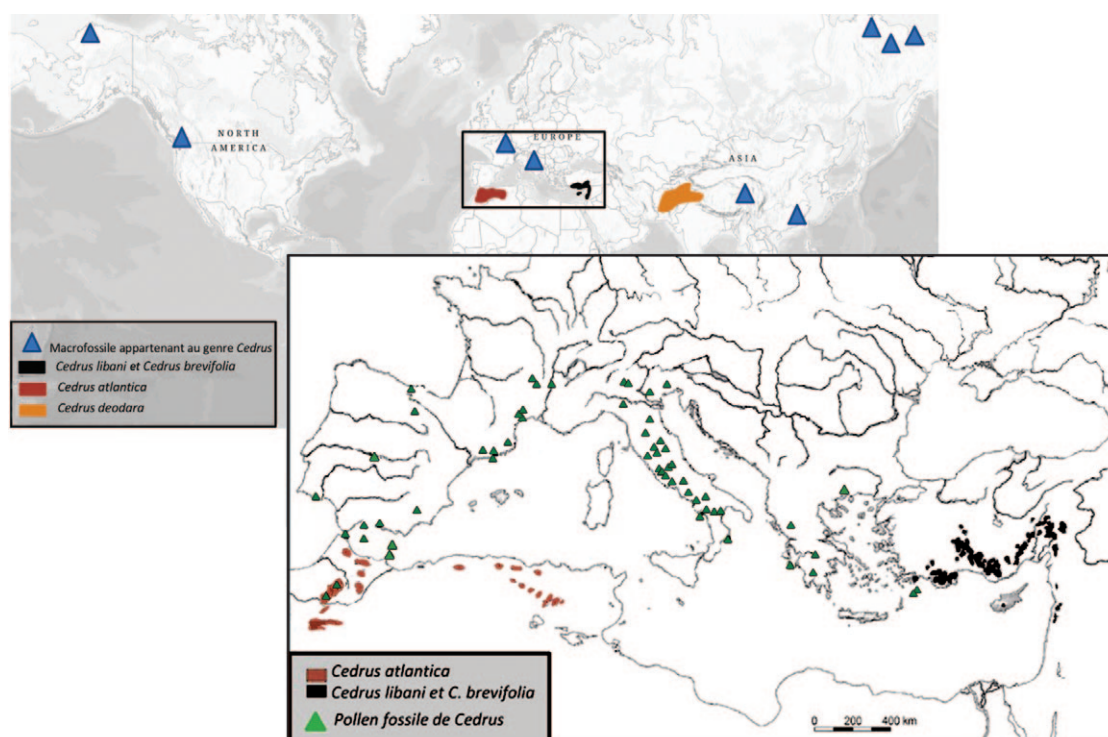 NORTH
AMERICA
EUROPE
ASIA
Macrofossile appartenant au genre Cedrus
Cedrus libani et Cedrus brevifolia
Cedrus atlantica
Cedrus deodara
Cedrus atlantica
Cedrus libani et C. brevifolia
Pollen fossile de Cedrus
0 200 400 km